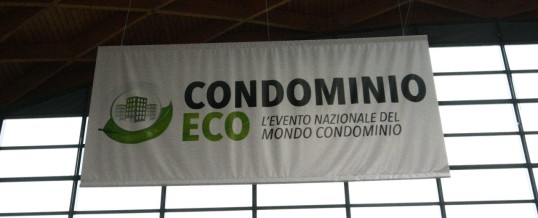 CONDOMINIO
ECO L'EVENTO NAZIONALE DEL
MONDO CONDOMINIO